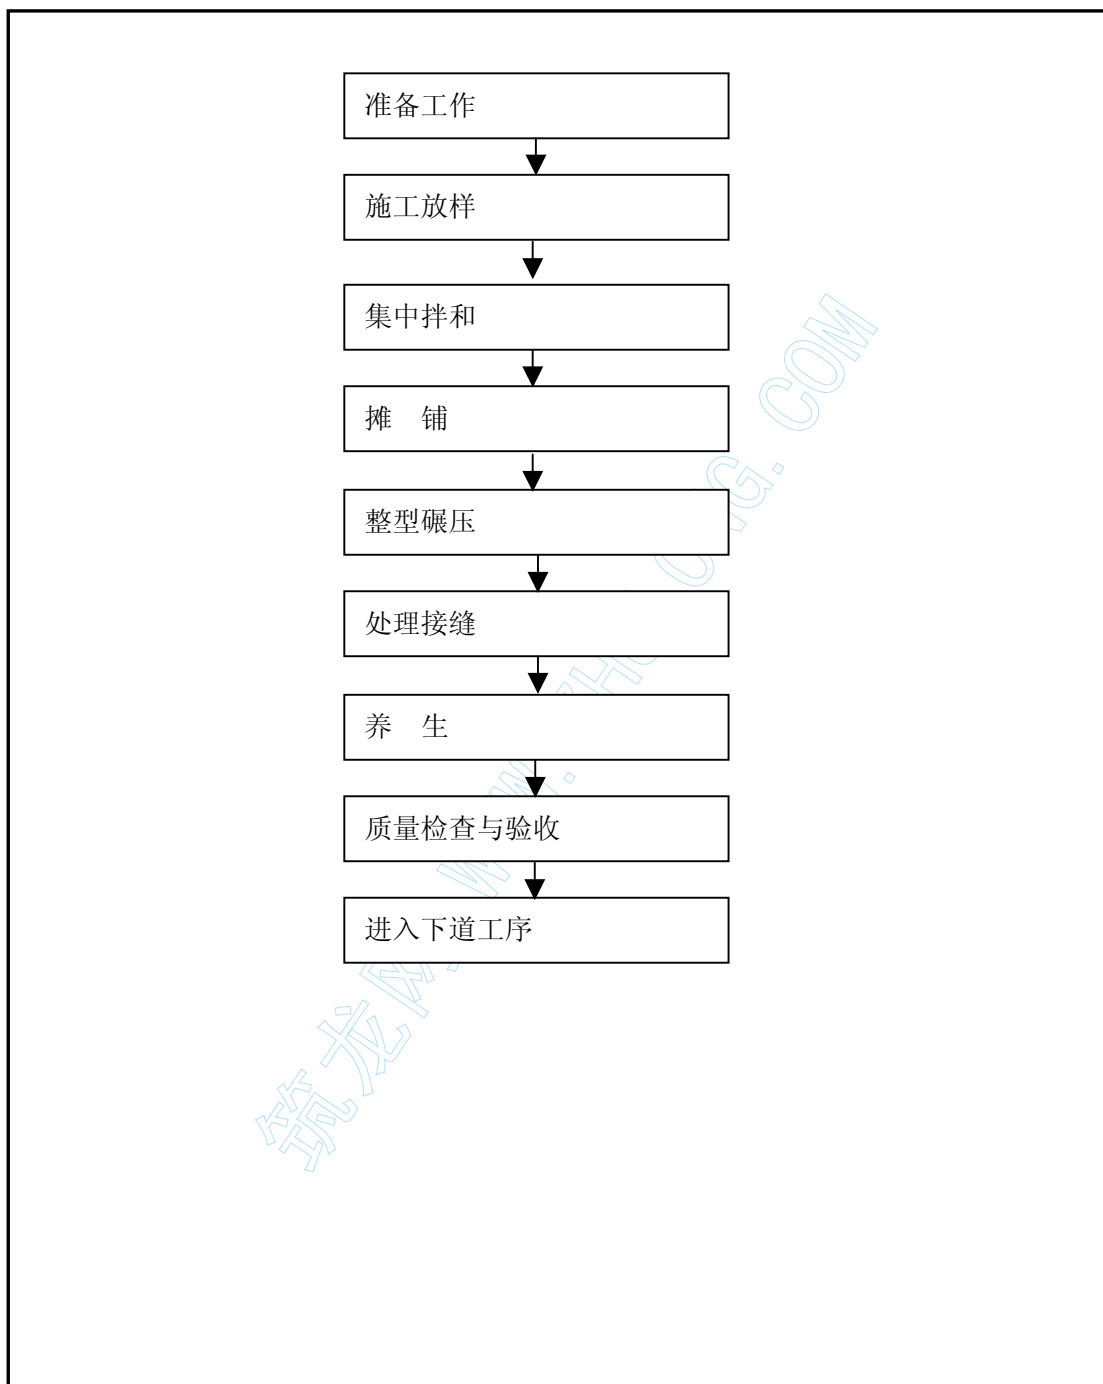 准备工作
施工放样
集中拌和
摊　铺
整型碾压
处理接缝
养　生
质量检查与验收
进入下道工序